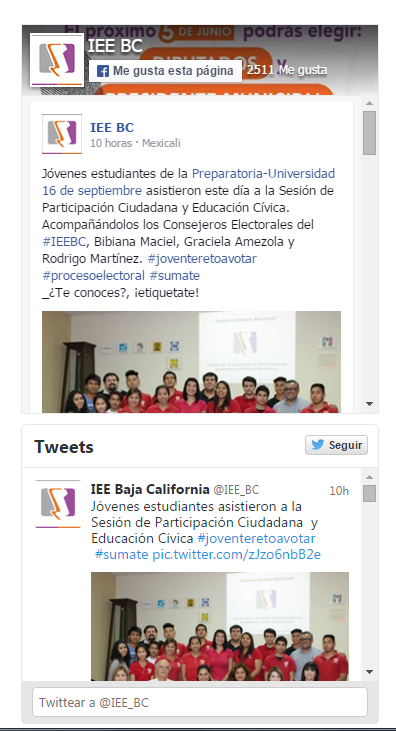 El próximo 5 DE JUNIO podrás elegir:
IEE BC
DIPUTADOS
Me gusta esta página
2511 Me gusta
PRESIDENTE MUNICIPAL
IEE BC
10 horas · Mexicali
Jóvenes estudiantes de la Preparatoria-Universidad
16 de septiembre asistieron este día a la Sesión de
Participación Ciudadana y Educación Cívica.
Acompañándolos los Consejeros Electorales del
#IEEBC, Bibiana Maciel, Graciela Amezola y
Rodrigo Martínez. #joventeretoavotar
#procesoelectoral #sumate
_¿Te conoces?, ¡etiquetate!
Tweets
Seguir
IEE Baja California @IEE_BC
10h
Jóvenes estudiantes asistieron a la
Sesión de Participación Ciudadana y
Educación Cívica #joventeretoavotar
#sumate pic.twitter.com/zJzo6nbB2e
Twittear a @IEE_BC